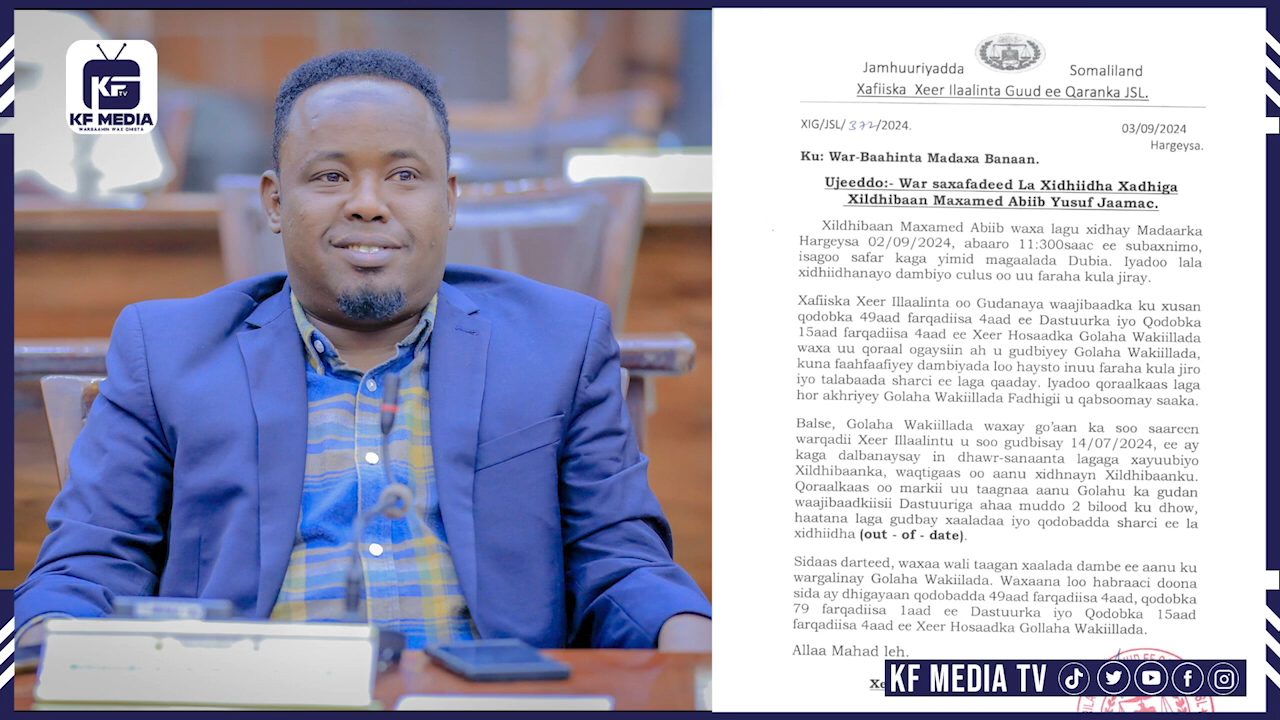 KF
TV
KF MEDIA
Jamhuuriyadda Somaliland
Xafiiska Xeer Ilaalinta Guud ee Qaranka JSL.
XIG/JSL/372/2024.
03/09/2024
Hargeysa.
Ku: War-Baahinta Madaxa Banaan.
Ujeeddo:- War saxafadeed La Xidhiidha Xadhiga
Xildhibaan Maxamed Abiib Yusuf Jaamac.
Xildhibaan Maxamed Abiib waxa lagu xidhay Madaarka
Hargeysa 02/09/2024, abaaro 11:300saac ee subaxnimo,
isagoo safar kaga yimid magaalada Dubia. Iyadoo lala
xidhiidhanayo dambiyo culus oo uu faraha kula jiray.
Xafiiska Xeer Illaalinta oo Gudanaya waajibaadka ku xusan
qodobka 49aad farqadiisa 4aad ee Dastuurka iyo Qodobka
15aad farqadiisa 4aad ee Xeer Hosaadka Golaha Wakiillada
waxa uu qoraal ogaysiin ah u gudbiyey Golaha Wakiillada,
kuna faahfaafiyey dambiyada loo haysto inuu faraha kula jiro
iyo talabaada sharci ee laga qaaday. Iyadoo qoraalkaas laga
hor akhriyey Golaha Wakiillada Fadhigii u qabsoomay saaka.
Balse, Golaha Wakiillada waxay go'aan ka soo saareen
warqadii Xeer Illaalintu u soo gudbisay 14/07/2024, ee ay
kaga dalbanaysay in dhawr-sanaanta lagaga xayuubiyo
Xildhibaanka, waqtigaas oo aanu xidhnayn Xildhibaanku.
Qoraalkaas oo markii uu taagnaa aanu Golahu ka gudan
waajibaadkiisii Dastuuriga ahaa muddo 2 bilood ku dhow,
haatana laga gudbay xaaladaa iyo qodobadda sharci ee la
xidhiidha (out - of - date).
Sidaas darteed, waxaa wali taagan xaalada dambe ee aanu ku
wargalinay Golaha Wakiilada. Waxaana loo habraaci doona
sida ay dhigayaan qodobadda 49aad farqadiisa 4aad, qodobka
79 farqadiisa 1aad ee Dastuurka iyo Qodobka 15aad
farqadiisa 4aad ee Xeer Hosaadka Gollaha Wakiillada.
Allaa Mahad leh.
KF MEDIA TV